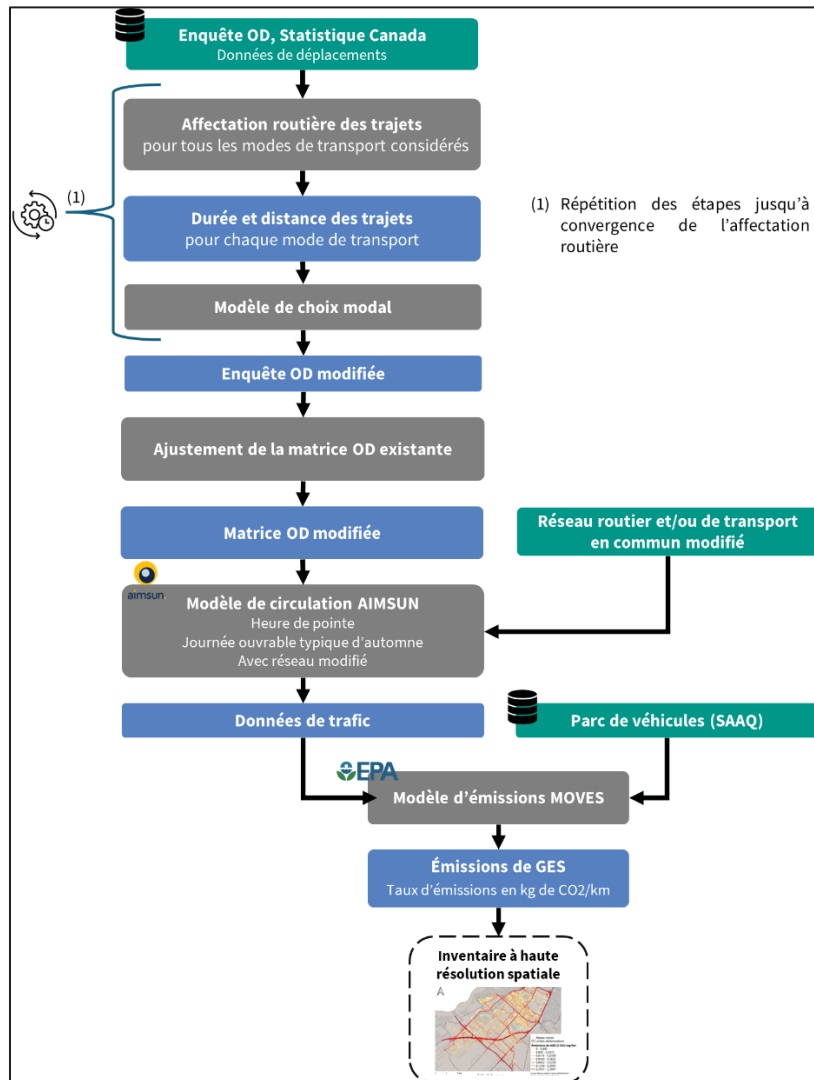 Enquête OD, Statistique Canada
Données de déplacements
Affectation routière des trajets
pour tous les modes de transport considérés
(1)
(1) Répétition des étapes jusqu'à
convergence de l'affectation
routière
Durée et distance des trajets
pour chaque mode de transport
Modèle de choix modal
Enquête OD modifiée
Ajustement de la matrice OD existante
Matrice OD modifiée
Réseau routier et/ou de transport
en commun modifié
aimsun.
Modèle de circulation AIMSUN
Heure de pointe
Journée ouvrable typique d'automne
Avec réseau modifié
Données de trafic
Parc de véhicules (SAAQ)
EPA
Modèle d'émissions MOVES
Émissions de GES
Taux d'émissions en kg de CO2/km
Inventaire à haute
résolution spatiale
A